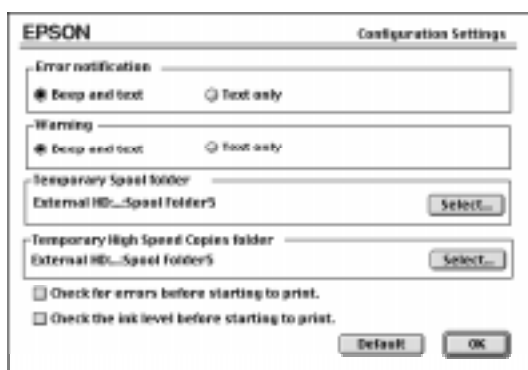 EPSON Configuration Settings
Error notification
Beep and text Text only
Warning
Beep and text Text only
Temporary Spool folder
External HD:...:Spool Folder5 Select...
Temporary High Speed Copies folder
External HD:...:Spool Folder5 Select...
Check for errors before starting to print.
Check the ink level before starting to print.
Default OK